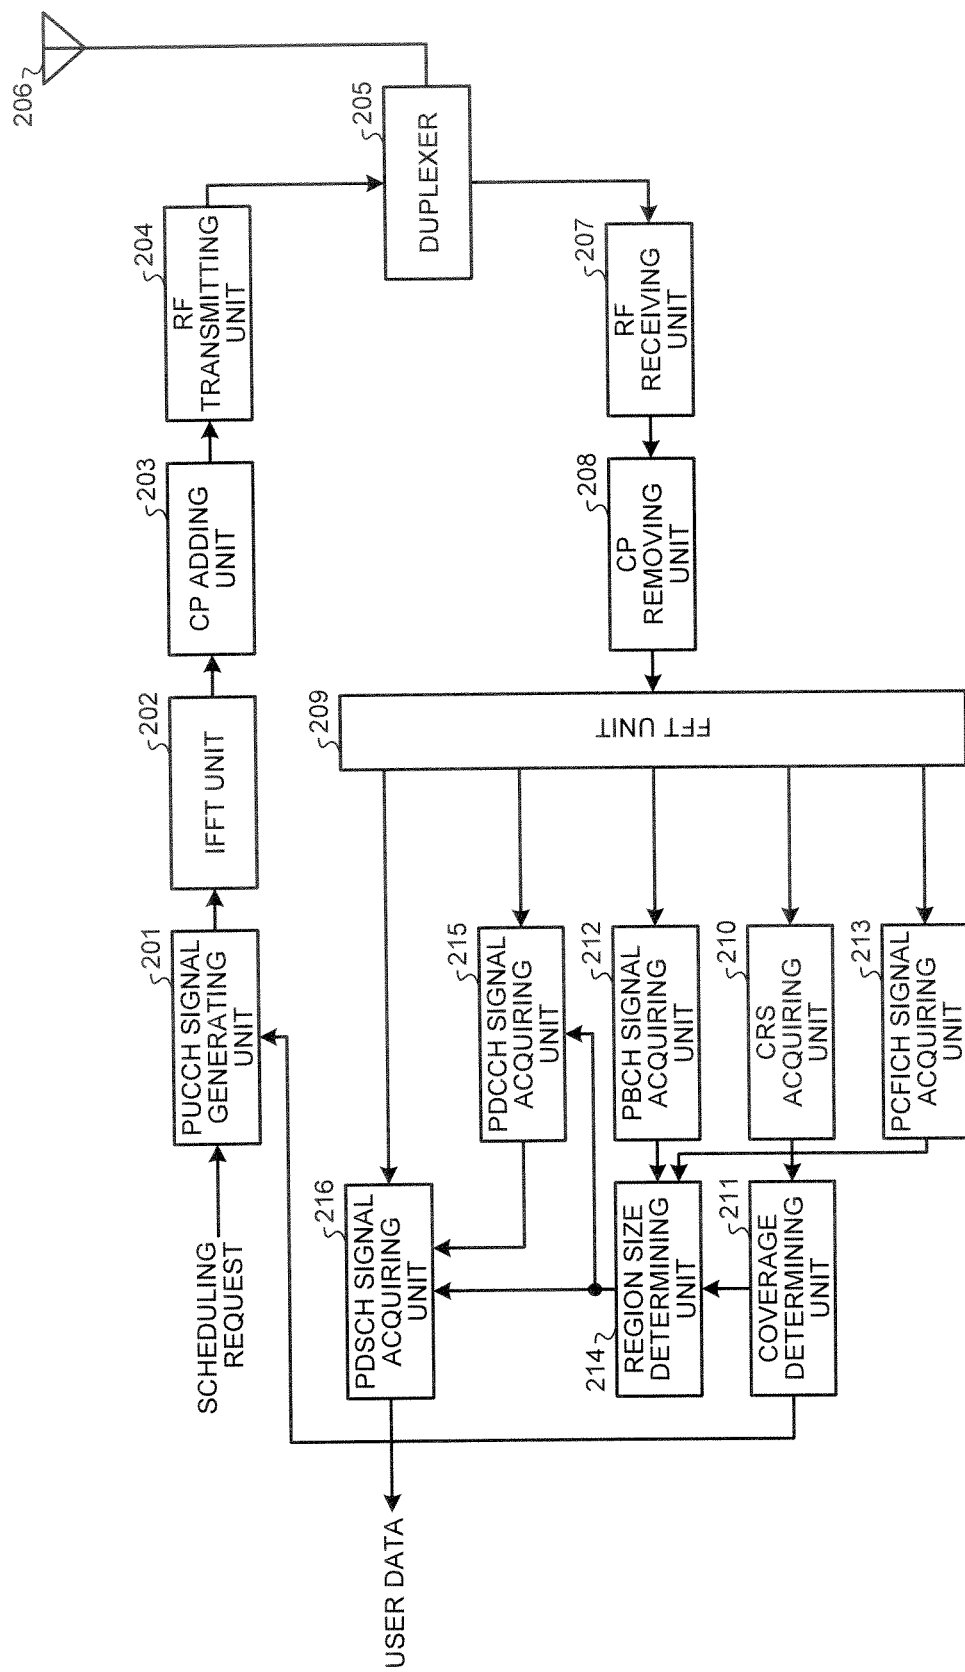 206
205
DUPLEXER
204
RF
TRANSMITTING
UNIT
203
CP ADDING
UNIT
202
IFFT UNIT
201
PUCCH SIGNAL
GENERATING
UNIT
SCHEDULING
REQUEST
207
RF
RECEIVING
UNIT
208
CP
REMOVING
UNIT
209
FFT UNIT
215
PDCCH SIGNAL
ACQUIRING
UNIT
212
PBCH SIGNAL
ACQUIRING
UNIT
210
CRS
ACQUIRING
UNIT
213
PCFICH SIGNAL
ACQUIRING
UNIT
216
PDSCH SIGNAL
ACQUIRING
UNIT
214
REGION SIZE
DETERMINING
UNIT
211
COVERAGE
DETERMINING
UNIT
USER DATA